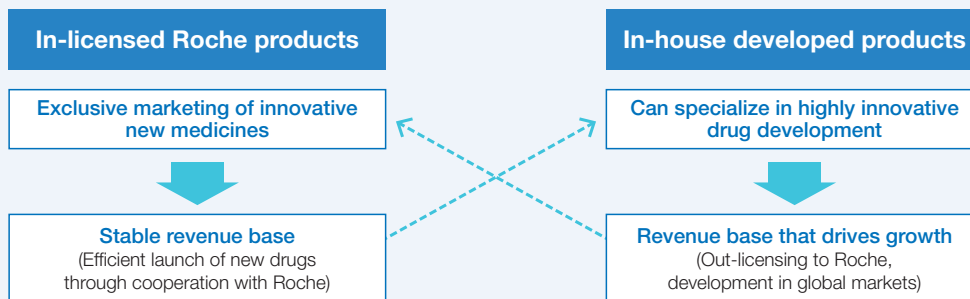 In-licensed Roche products
Exclusive marketing of innovative
new medicines
Stable revenue base
(Efficient launch of new drugs
through cooperation with Roche)
In-house developed products
Can specialize in highly innovative
drug development
Revenue base that drives growth
(Out-licensing to Roche,
development in global markets)